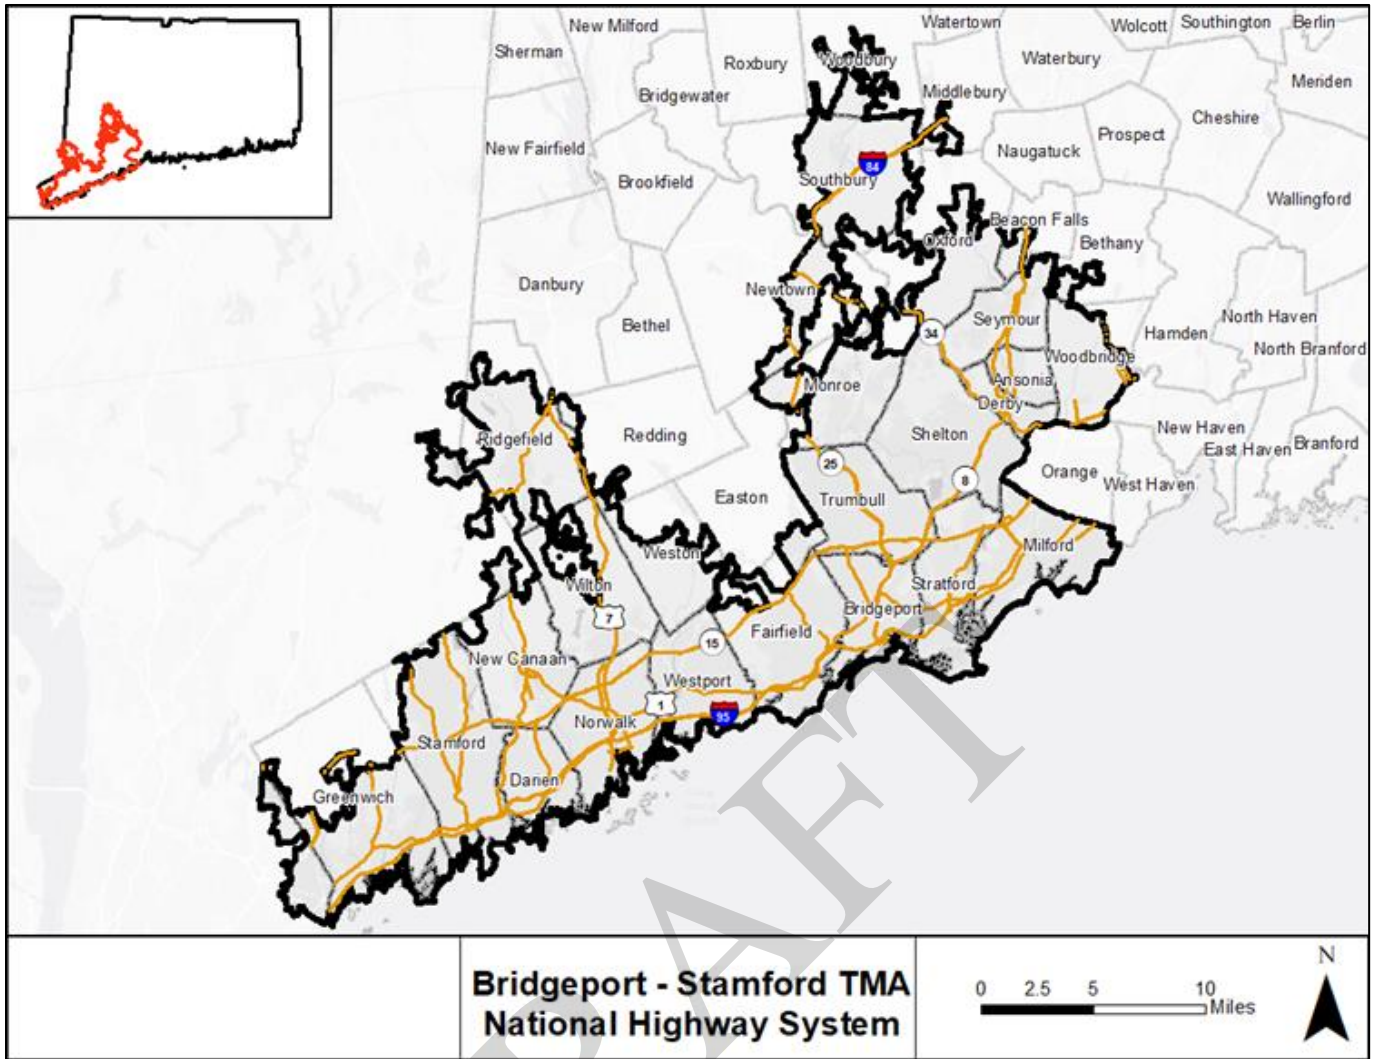 New Milford
Watertown
Wolcott
Southington
Berlin
Sherman
Roxbury
Woodbury
Waterbury
Meriden
Bridgewater
Middlebury
Cheshire
Prospect
New Fairfield
Naugatuck
Brookfield
84
Southbury
Wallingford
Beacon Falls
Oxford
Bethany
Danbury
Newtown
Bethel
34
Seymour
North Haven
Hamden
North Branford
Woodbridge
Monroe
Ansonia
Derby
Ridgefield
Redding
Shelton
New Haven
East Haven
Branford
25
8
Orange
West Haven
Easton
Trumbull
Weston
Milford
Wilton
Stratford
7
Bridgeport
15
Fairfield
New Canaan
Westport
1
95
Norwalk
Stamford
Darien
Greenwich
DRAFT
Bridgeport - Stamford TMA
National Highway System
0 2.5 5 10
Miles
N